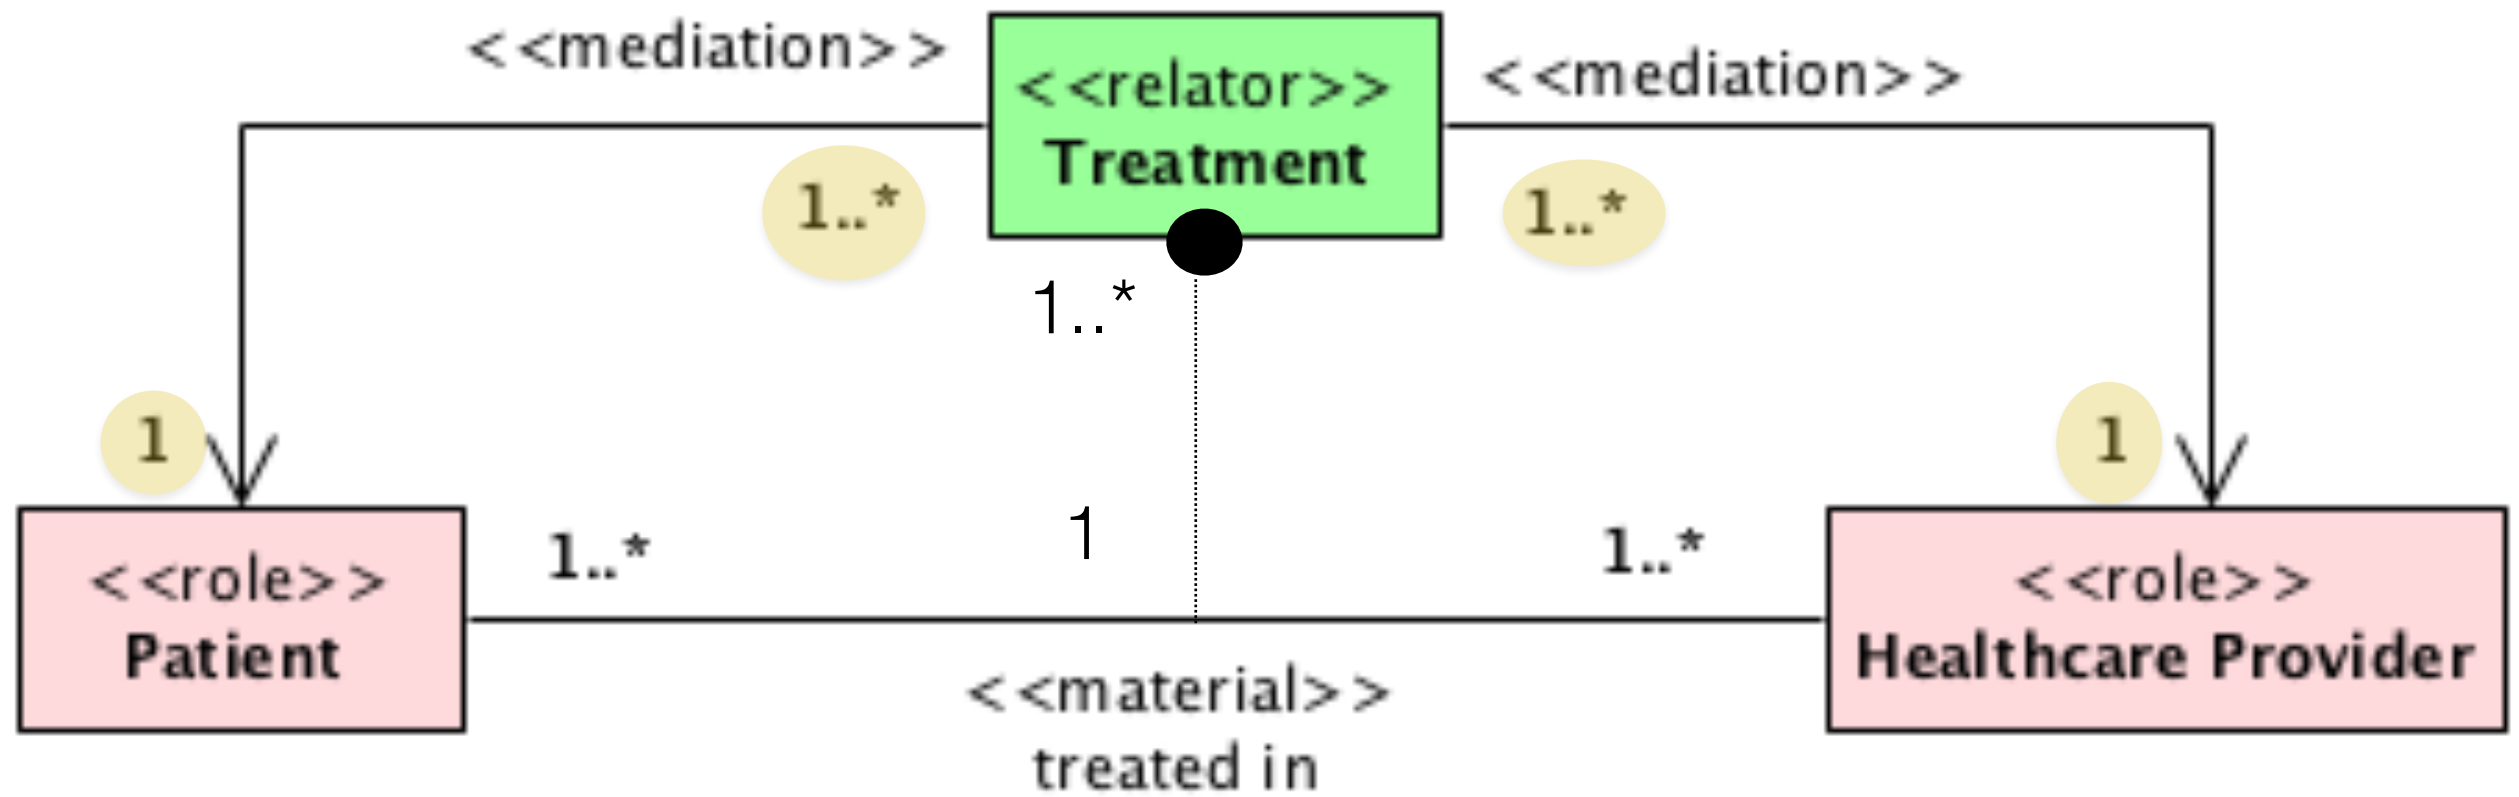 <<mediation>>
<<relator>>
Treatment
<<mediation>>
1..*
1..*
1..*
1
1
1
1..*
1..*
<<role>>
Patient
<<role>>
Healthcare Provider
<<material>>
treated in